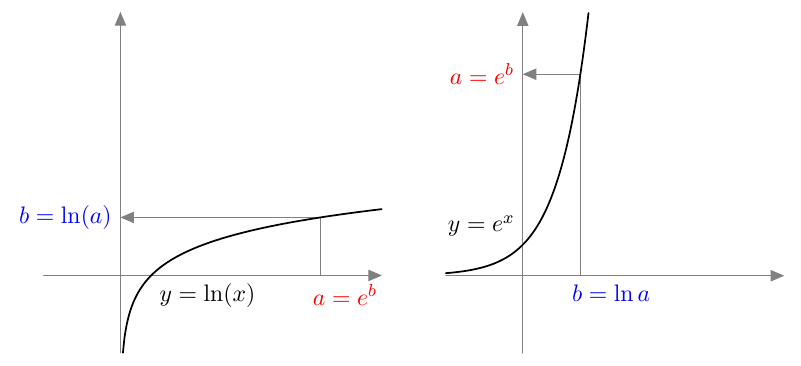 b = ln(a)
y = ln(x)
a = e^b
a = e^b
y = e^x
b = ln a